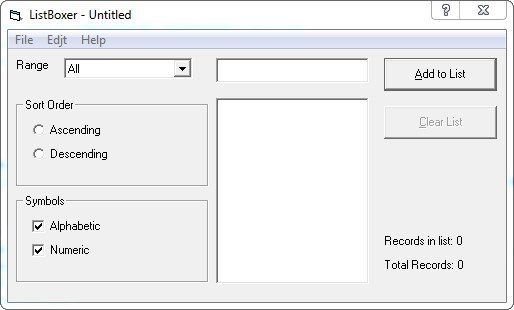 ListBoxer - Untitled ?
File Edjt Help
Range All Add to List
Sort Order
Ascending
Clear List
Descending
Symbols
Alphabetic
Numeric
Records in list: 0
Total Records: 0